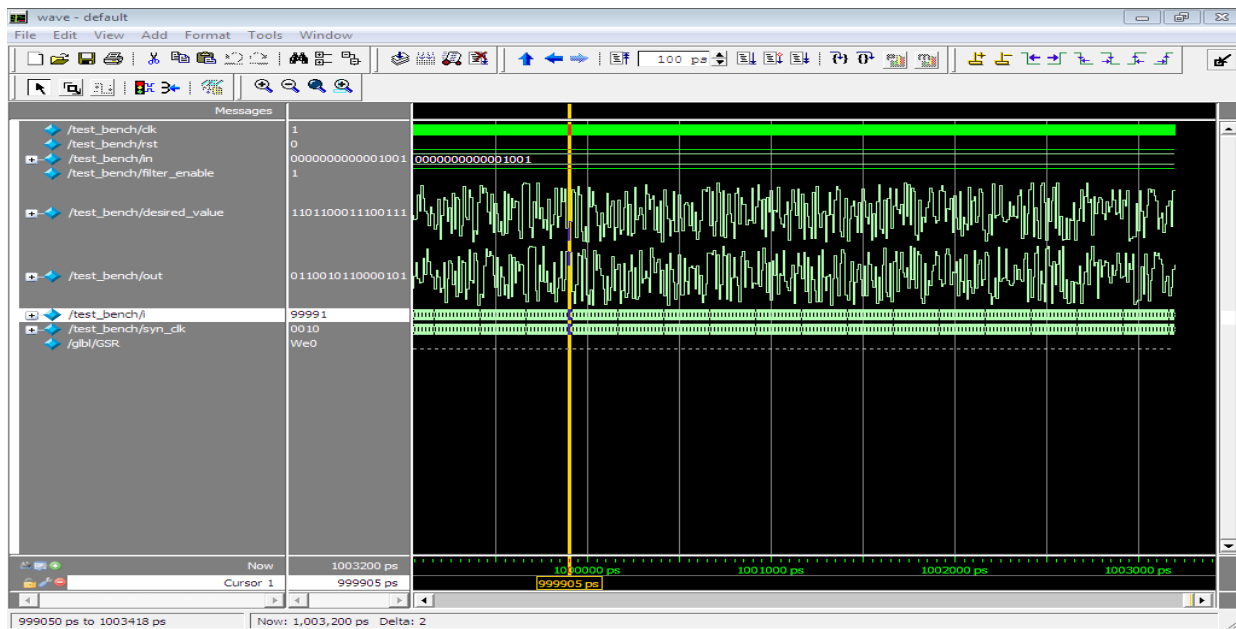 wave - default
File Edit View Add Format Tools Window
100 ps
Messages
/test_bench/clk 1
/test_bench/rst 0
/test_bench/in 0000000000001001 0000000000001001
/test_bench/filter_enable 1
/test_bench/desired_value 1101100011100111
/test_bench/out 0110010110000101
/test_bench/i 99991
/test_bench/syn_clk 0010
/glbl/GSR We0
Now 1003200 ps 1000000 ps 1001000 ps 1002000 ps 1003000 ps
Cursor 1 999905 ps 999905 ps
999050 ps to 1003418 ps Now: 1,003,200 ps Delta: 2